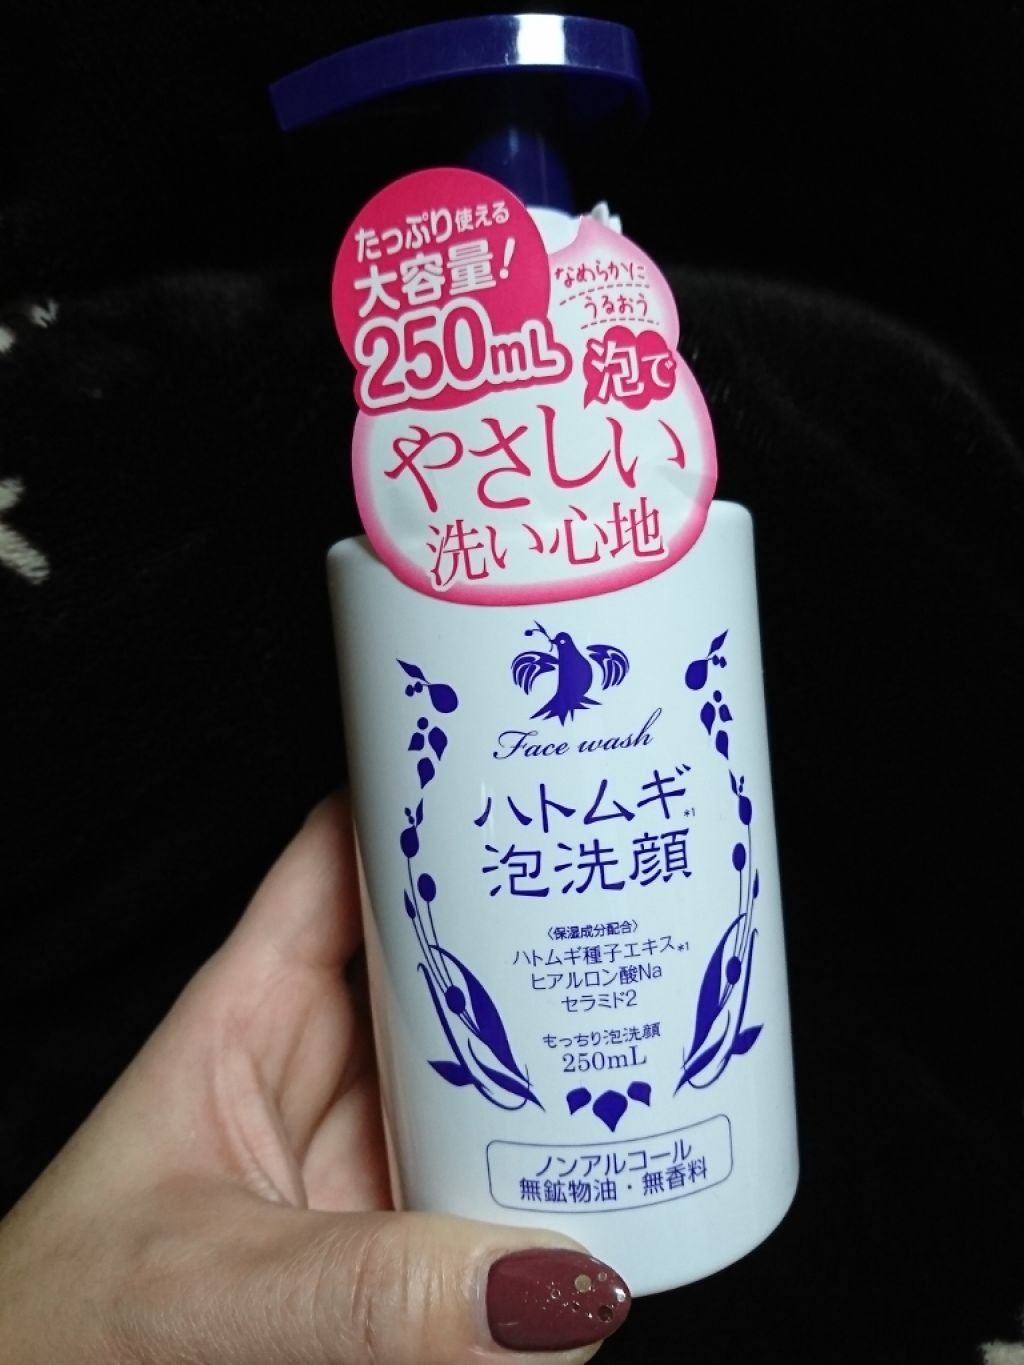 たっぷり使える
大容量!
250mL
なめらかに
うるおう
泡で
やさしい
洗い心地
Face wash
ハトムギ*1
泡洗顔
〈保湿成分配合〉
ハトムギ種子エキス*1
ヒアルロン酸Na
セラミド2
もっちり泡洗顔
250mL
ノンアルコール
無鉱物油・無香料